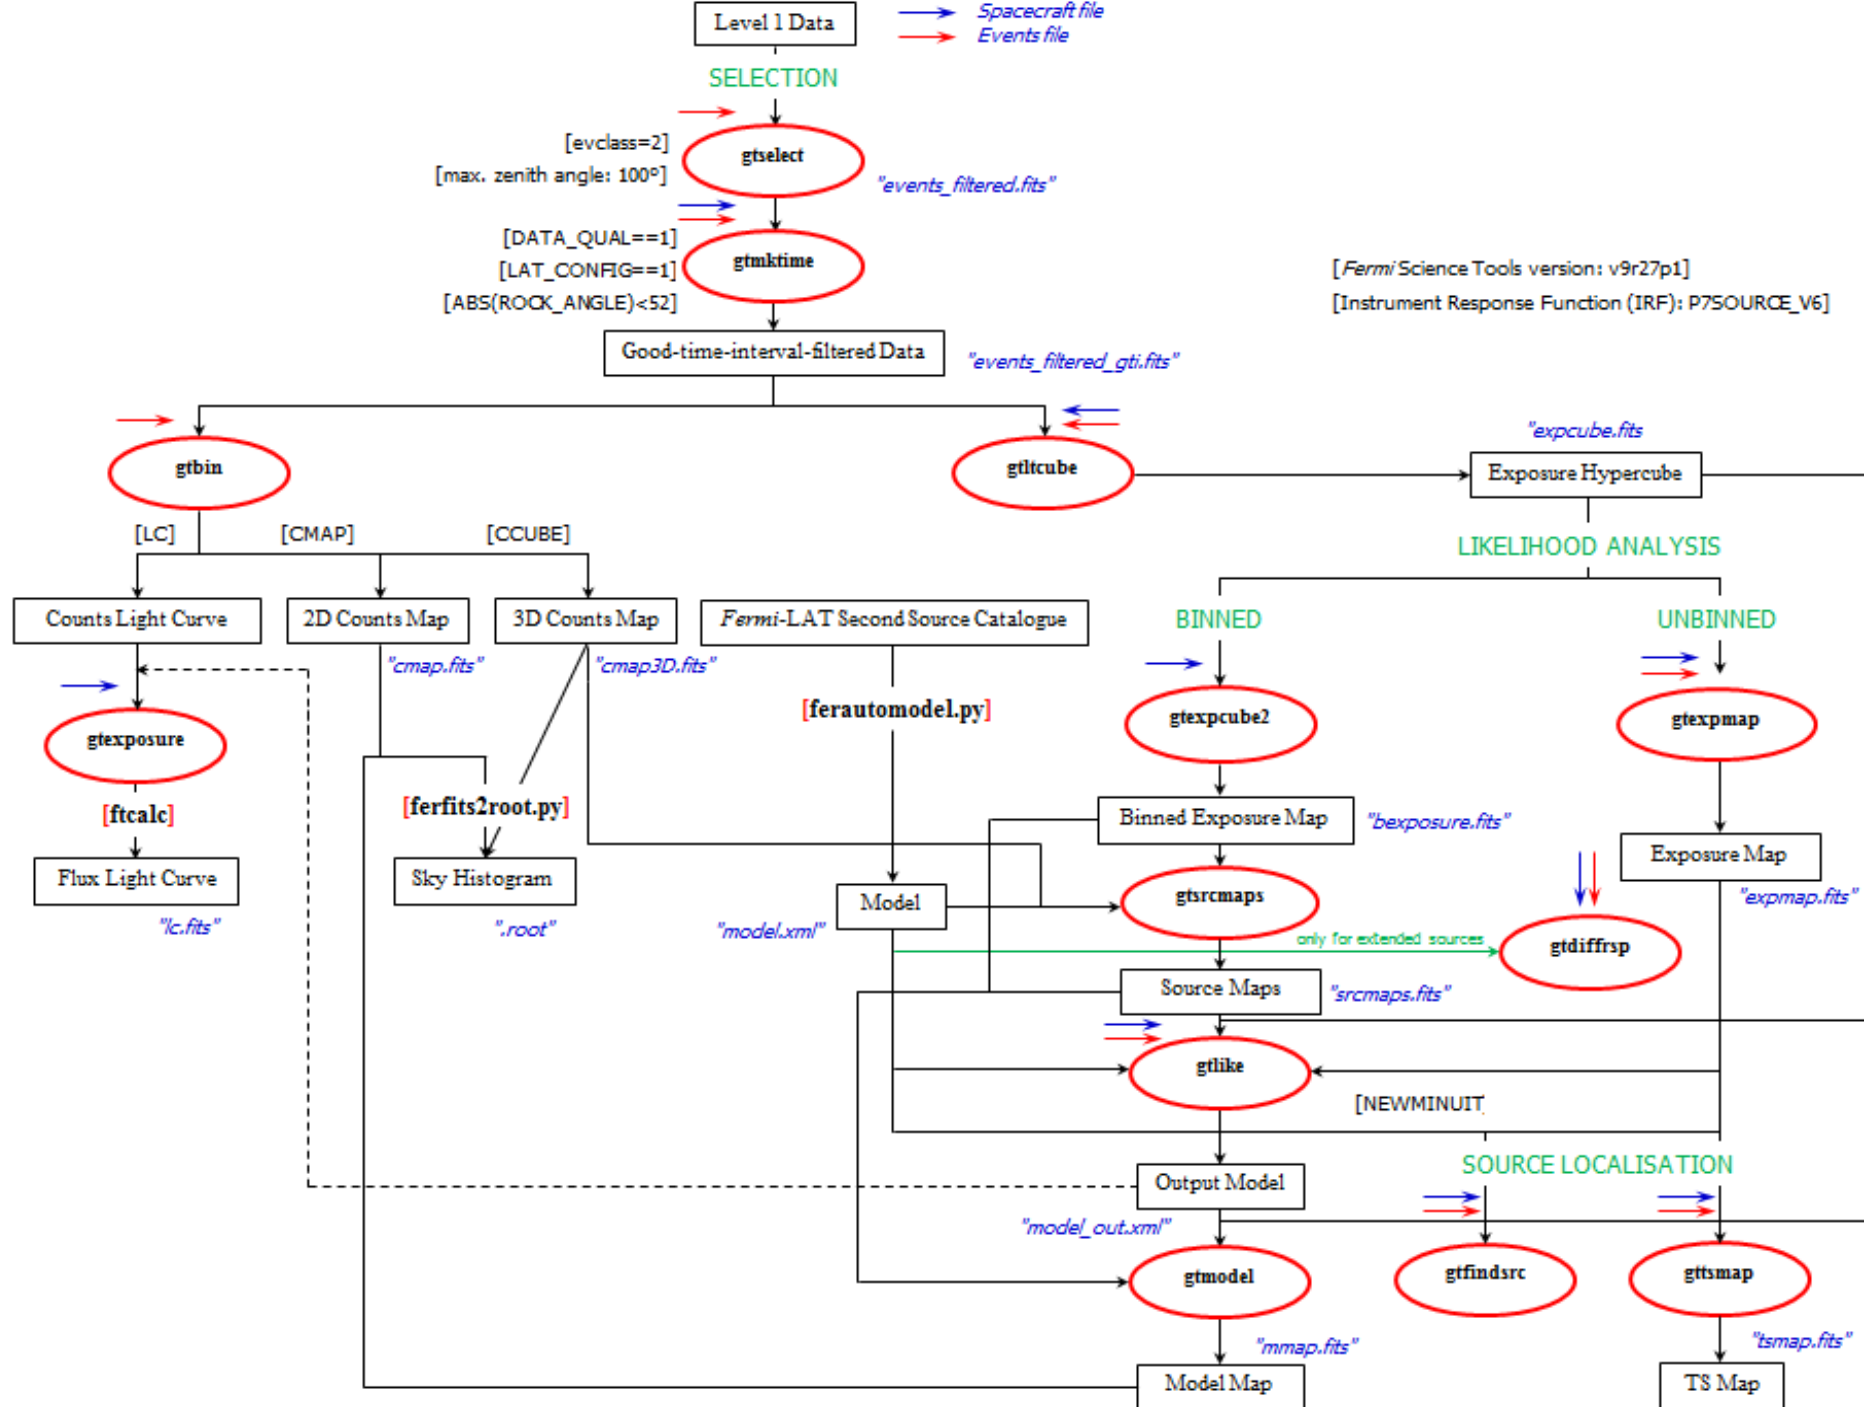 Level 1 Data
Spacecraft file
Events file
SELECTION
[evclass=2]
gtselect
[max. zenith angle: 100º]
"events_filtered.fits"
[DATA_QUAL==1]
gtmktime
[LAT_CONFIG==1]
[ABS(ROCK_ANGLE)<52]
[Fermi Science Tools version: v9r27p1]
[Instrument Response Function (IRF): P7SOURCE_V6]
Good-time-interval-filtered Data
"events_filtered_gti.fits"
gtbin
gtltcube
"expcube.fits
Exposure Hypercube
[LC]
[CMAP]
[CCUBE]
LIKELIHOOD ANALYSIS
Counts Light Curve
2D Counts Map
3D Counts Map
Fermi-LAT Second Source Catalogue
BINNED
UNBINNED
"cmap.fits"
"cmap3D.fits"
[ferautomodel.py]
gtexpcube2
gtexpmap
gtexposure
[ftcalc]
[ferfits2root.py]
Binned Exposure Map
"bexposure.fits"
Exposure Map
Flux Light Curve
Sky Histogram
Model
gtsrcmaps
"expmap.fits"
"lc.fits"
".root"
"model.xml"
only for extended sources
gtdiffrsp
Source Maps
"srcmaps.fits"
gtlike
[NEWMINUIT
SOURCE LOCALISATION
Output Model
"model_out.xml"
gtmodel
gtfindsrc
gttsmap
"mmap.fits"
"tsmap.fits"
Model Map
TS Map